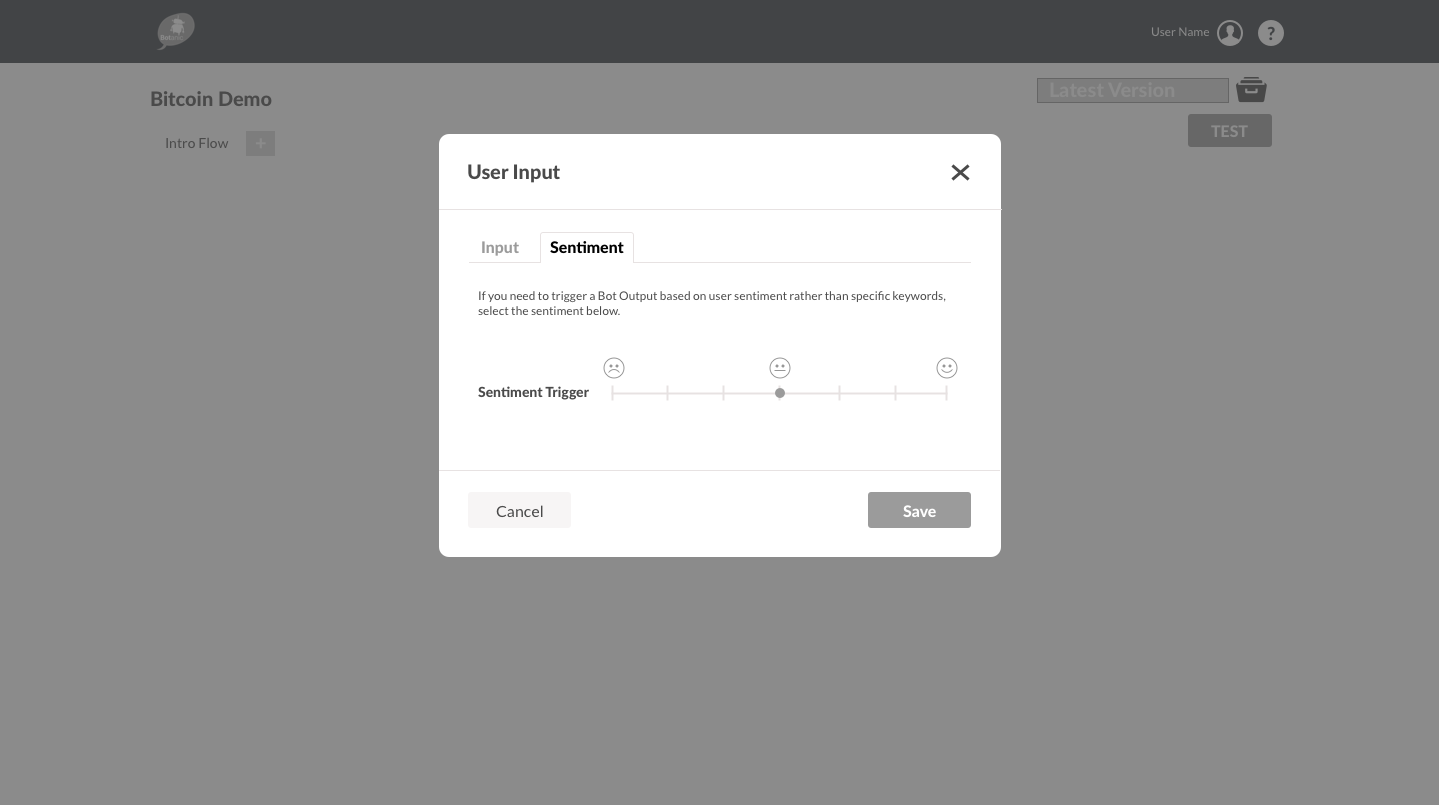 User Name
?
Bitcoin Demo
Latest Version
Intro Flow
+
TEST
User Input
Input
Sentiment
If you need to trigger a Bot Output based on user sentiment rather than specific keywords,
select the sentiment below.
Sentiment Trigger
Cancel
Save